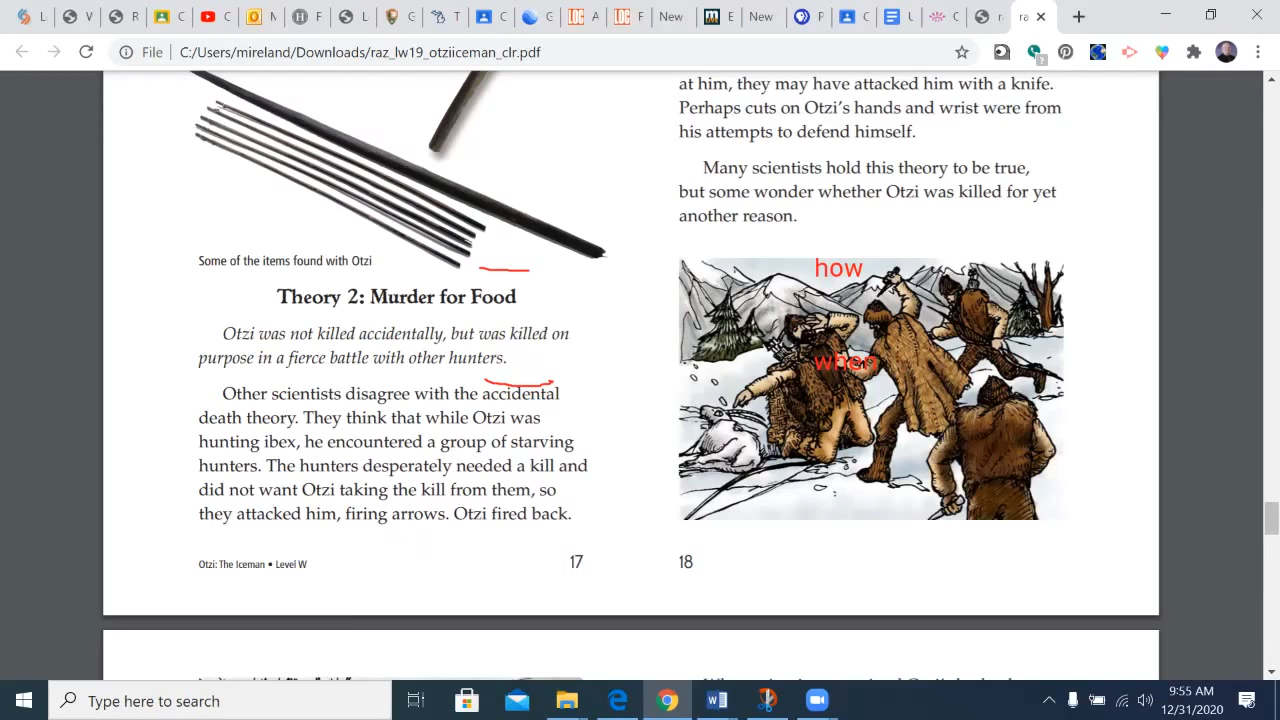 L
R
C
Y
O
M
H
R
G
T
C
G
LOC
A
LOC
F
New
E
New
P
C
L
C
r
ra
File
C:/Users/mireland/Downloads/raz_lw19_otziiceman_clr.pdf
Some of the items found with Otzi
Theory 2: Murder for Food
Otzi was not killed accidentally, but was killed on
purpose in a fierce battle with other hunters.
Other scientists disagree with the accidental
death theory. They think that while Otzi was
hunting ibex, he encountered a group of starving
hunters. The hunters desperately needed a kill and
did not want Otzi taking the kill from them, so
they attacked him, firing arrows. Otzi fired back.
Otzi: The Iceman • Level W
17
at him, they may have attacked him with a knife.
Perhaps cuts on Otzi's hands and wrist were from
his attempts to defend himself.
Many scientists hold this theory to be true,
but some wonder whether Otzi was killed for yet
another reason.
how
when
18
Type here to search
9:55 AM
12/31/2020